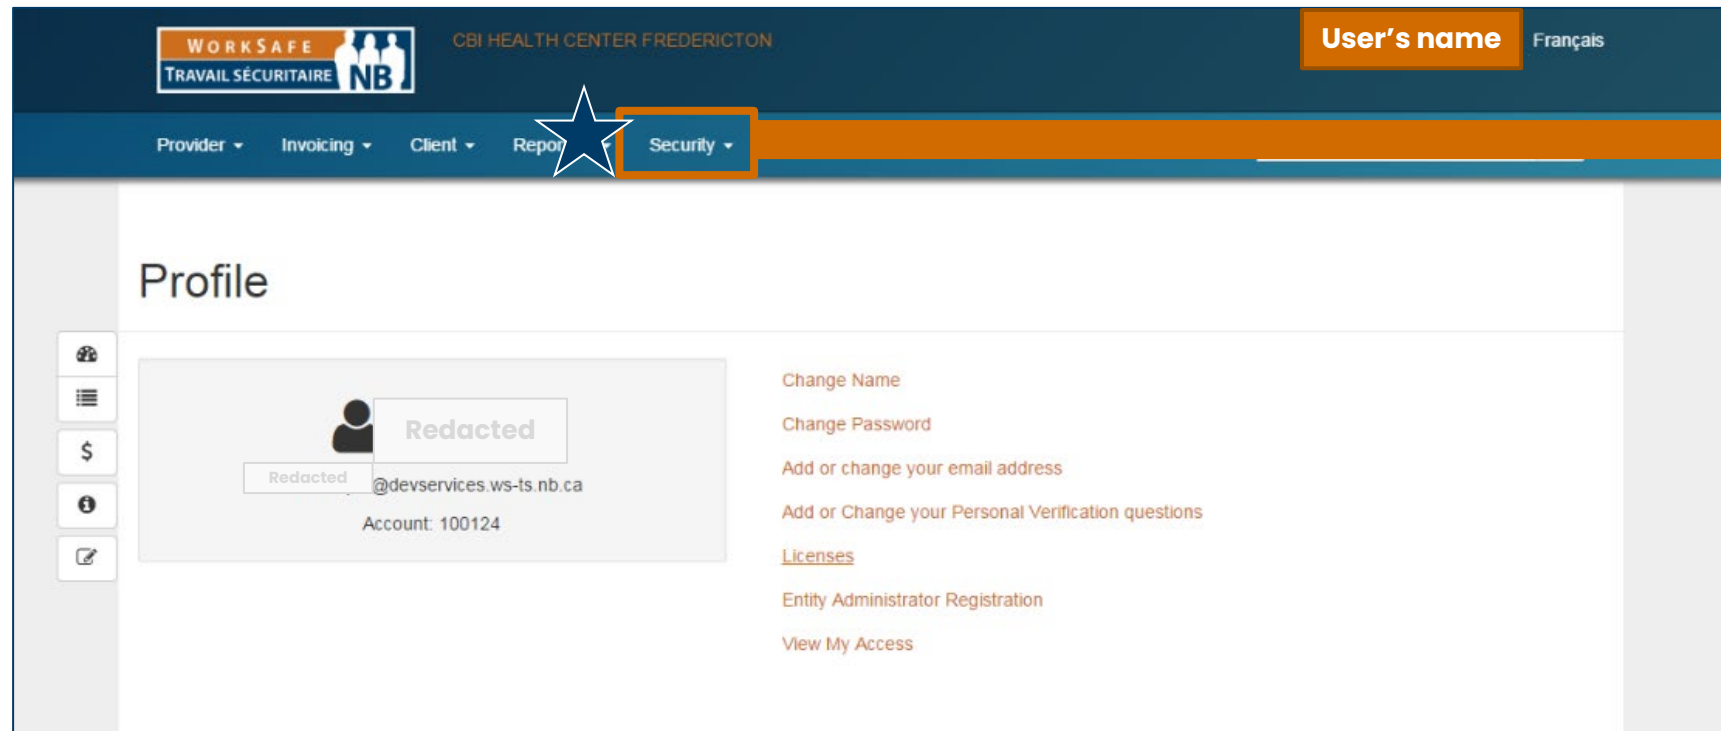 WORKSAFE
TRAVAIL SÉCURITAIRE NB
CBI HEALTH CENTER FREDERICTON
User's name
Français
Provider
Invoicing
Client
Security
Profile
Redacted
Redacted
@devservices.ws-ts.nb.ca
Account: 100124
Change Name
Change Password
Add or change your email address
Add or Change your Personal Verification questions
Licenses
Entity Administrator Registration
View My Access
$